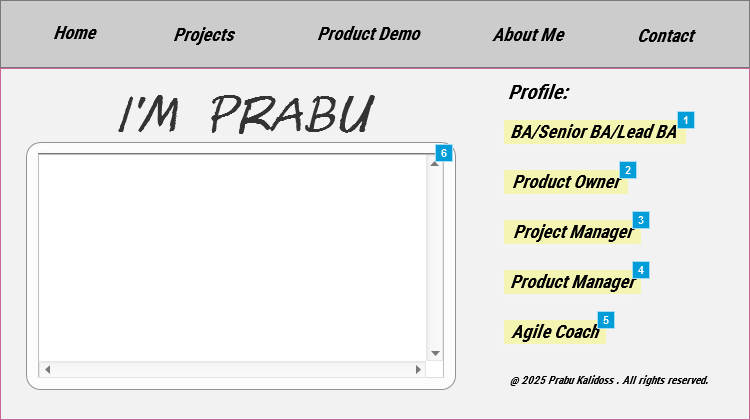 Home Projects Product Demo About Me Contact
I'M PRABU
Profile:
BA/Senior BA/Lead BA 1
Product Owner 2
Project Manager 3
Product Manager 4
Agile Coach 5
6
@ 2025 Prabu Kalidoss . All rights reserved.